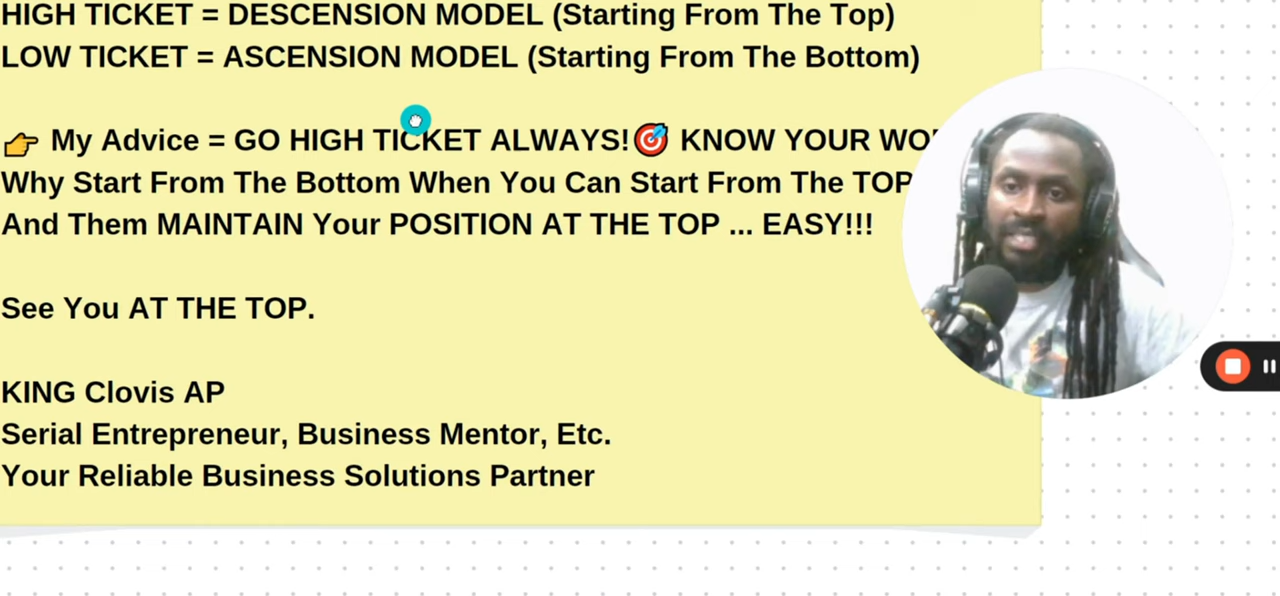 HIGH TICKET = DESCENSION MODEL (Starting From The Top)
LOW TICKET = ASCENSION MODEL (Starting From The Bottom)
👉 My Advice = GO HIGH TICKET ALWAYS!🎯 KNOW YOUR
Why Start From The Bottom When You Can Start From The TOP
And Them MAINTAIN Your POSITION AT THE TOP ... EASY!!!
See You AT THE TOP.
KING Clovis AP
Serial Entrepreneur, Business Mentor, Etc.
Your Reliable Business Solutions Partner